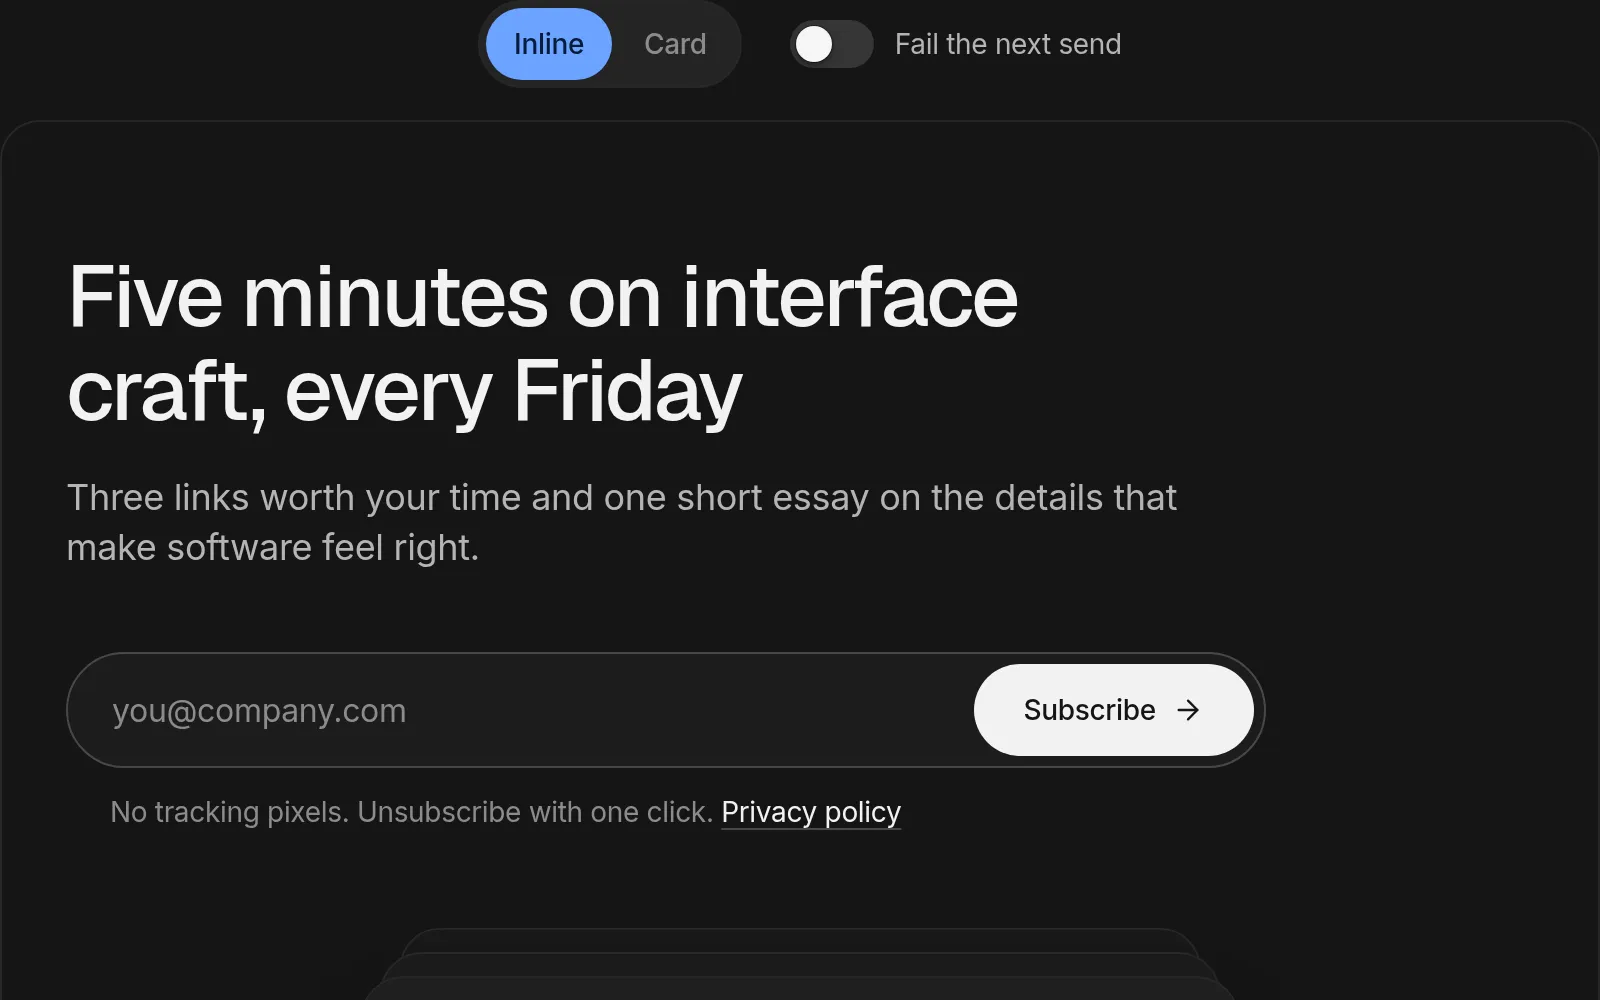 Inline
Card
Fail the next send
Five minutes on interface
craft, every Friday
Three links worth your time and one short essay on the details that
make software feel right.
you@company.com
Subscribe
No tracking pixels. Unsubscribe with one click. Privacy policy